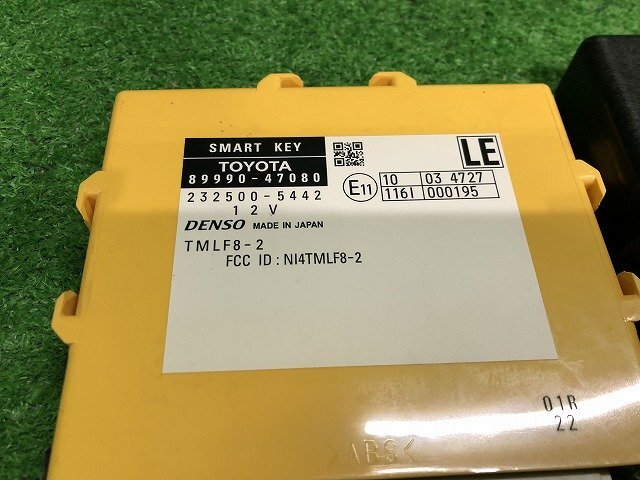 SMART KEY
TOYOTA
89990-47080
232500-5442
12V
DENSO MADE IN JAPAN
TMLF8-2
FCC ID : NI4TMLF8-2
LE
E11
10 03 4727
116I 000195
01R
22
>ABS<